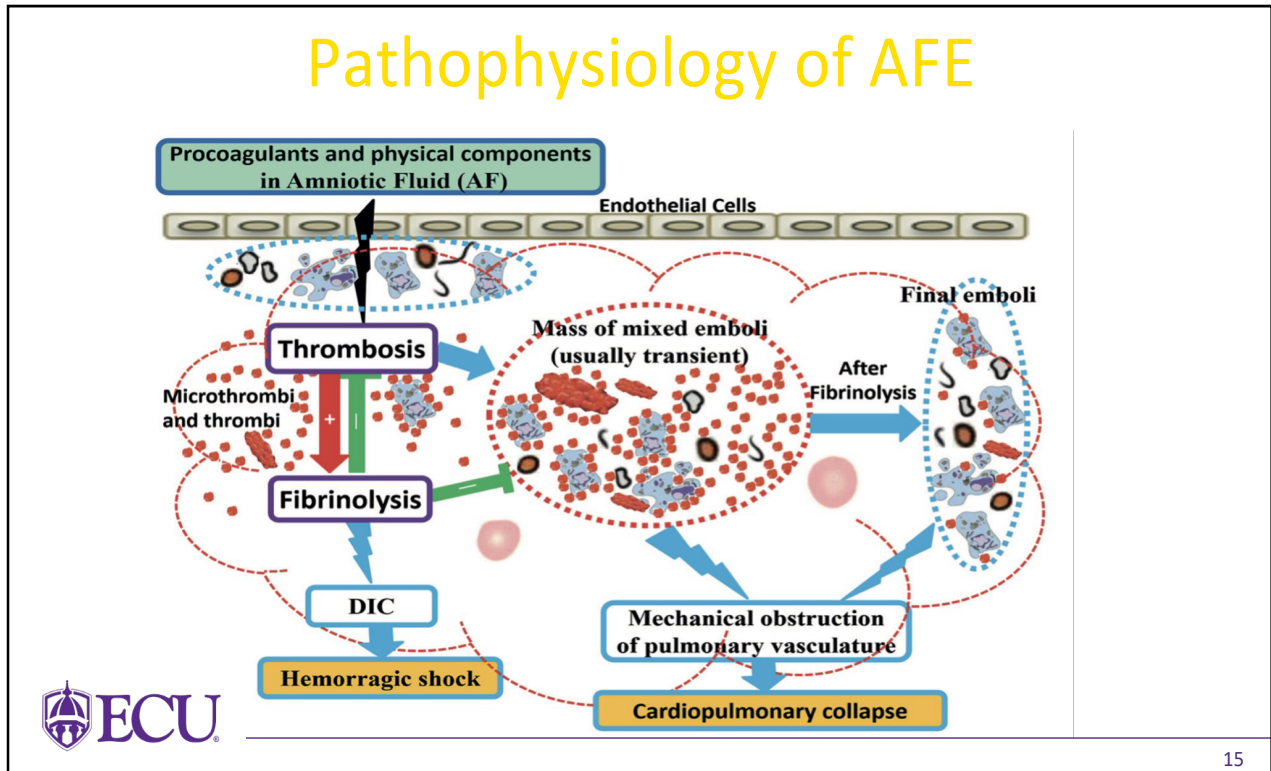 Pathophysiology of AFE
Procoagulants and physical components
in Amniotic Fluid (AF)
Endothelial Cells
Final emboli
Mass of mixed emboli
(usually transient)
Thrombosis
After
Fibrinolysis
Microthrombi
and thrombi
+
–
Fibrinolysis
–
DIC
Mechanical obstruction
of pulmonary vasculature
Hemorragic shock
Cardiopulmonary collapse
ECU®
15